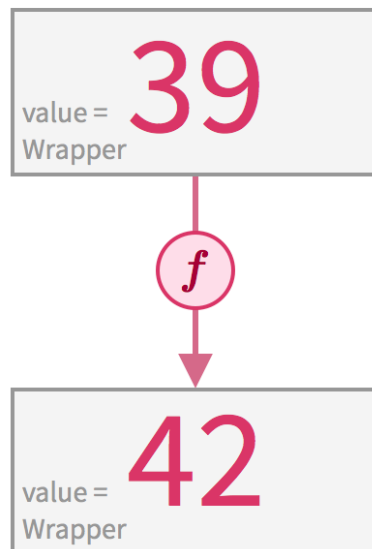 39
value =
Wrapper
f
42
value =
Wrapper